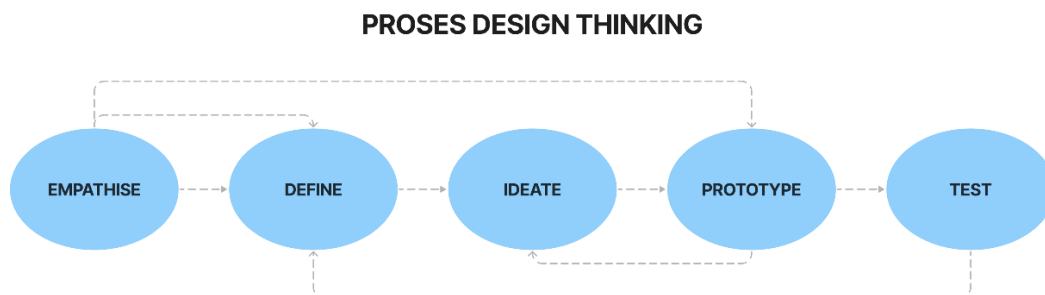 PROSES DESIGN THINKING
EMPATHISE
DEFINE
IDEATE
PROTOTYPE
TEST